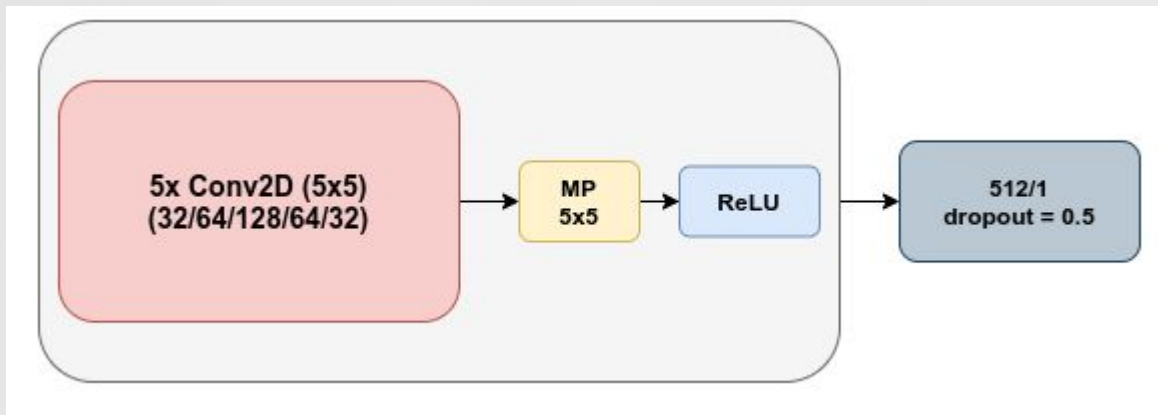 5x Conv2D (5x5)
(32/64/128/64/32)
MP
5x5
ReLU
512/1
dropout = 0.5